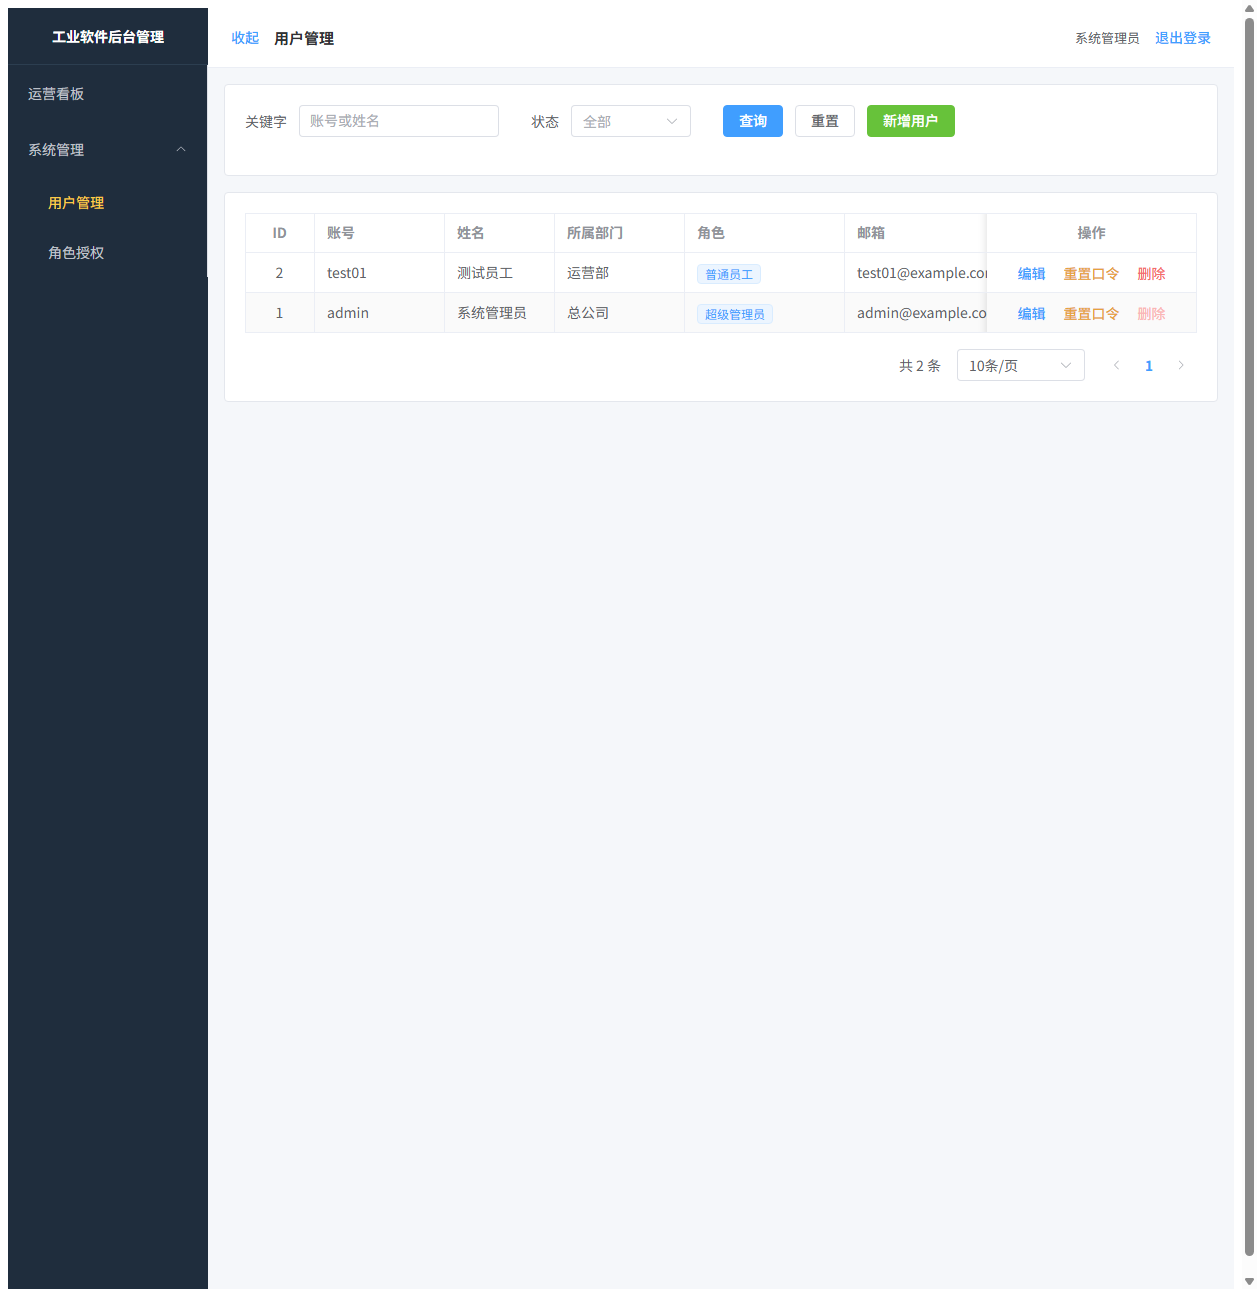 工业软件后台管理
收起 用户管理 系统管理员 退出登录
运营看板
系统管理
用户管理
角色授权
关键字 账号或姓名 状态 全部 查询 重置 新增用户
ID 账号 姓名 所属部门 角色 邮箱 操作
2 test01 测试员工 运营部 普通员工 test01@example.co 编辑 重置口令 删除
1 admin 系统管理员 总公司 超级管理员 admin@example.co 编辑 重置口令 删除
共 2 条 10条/页 1